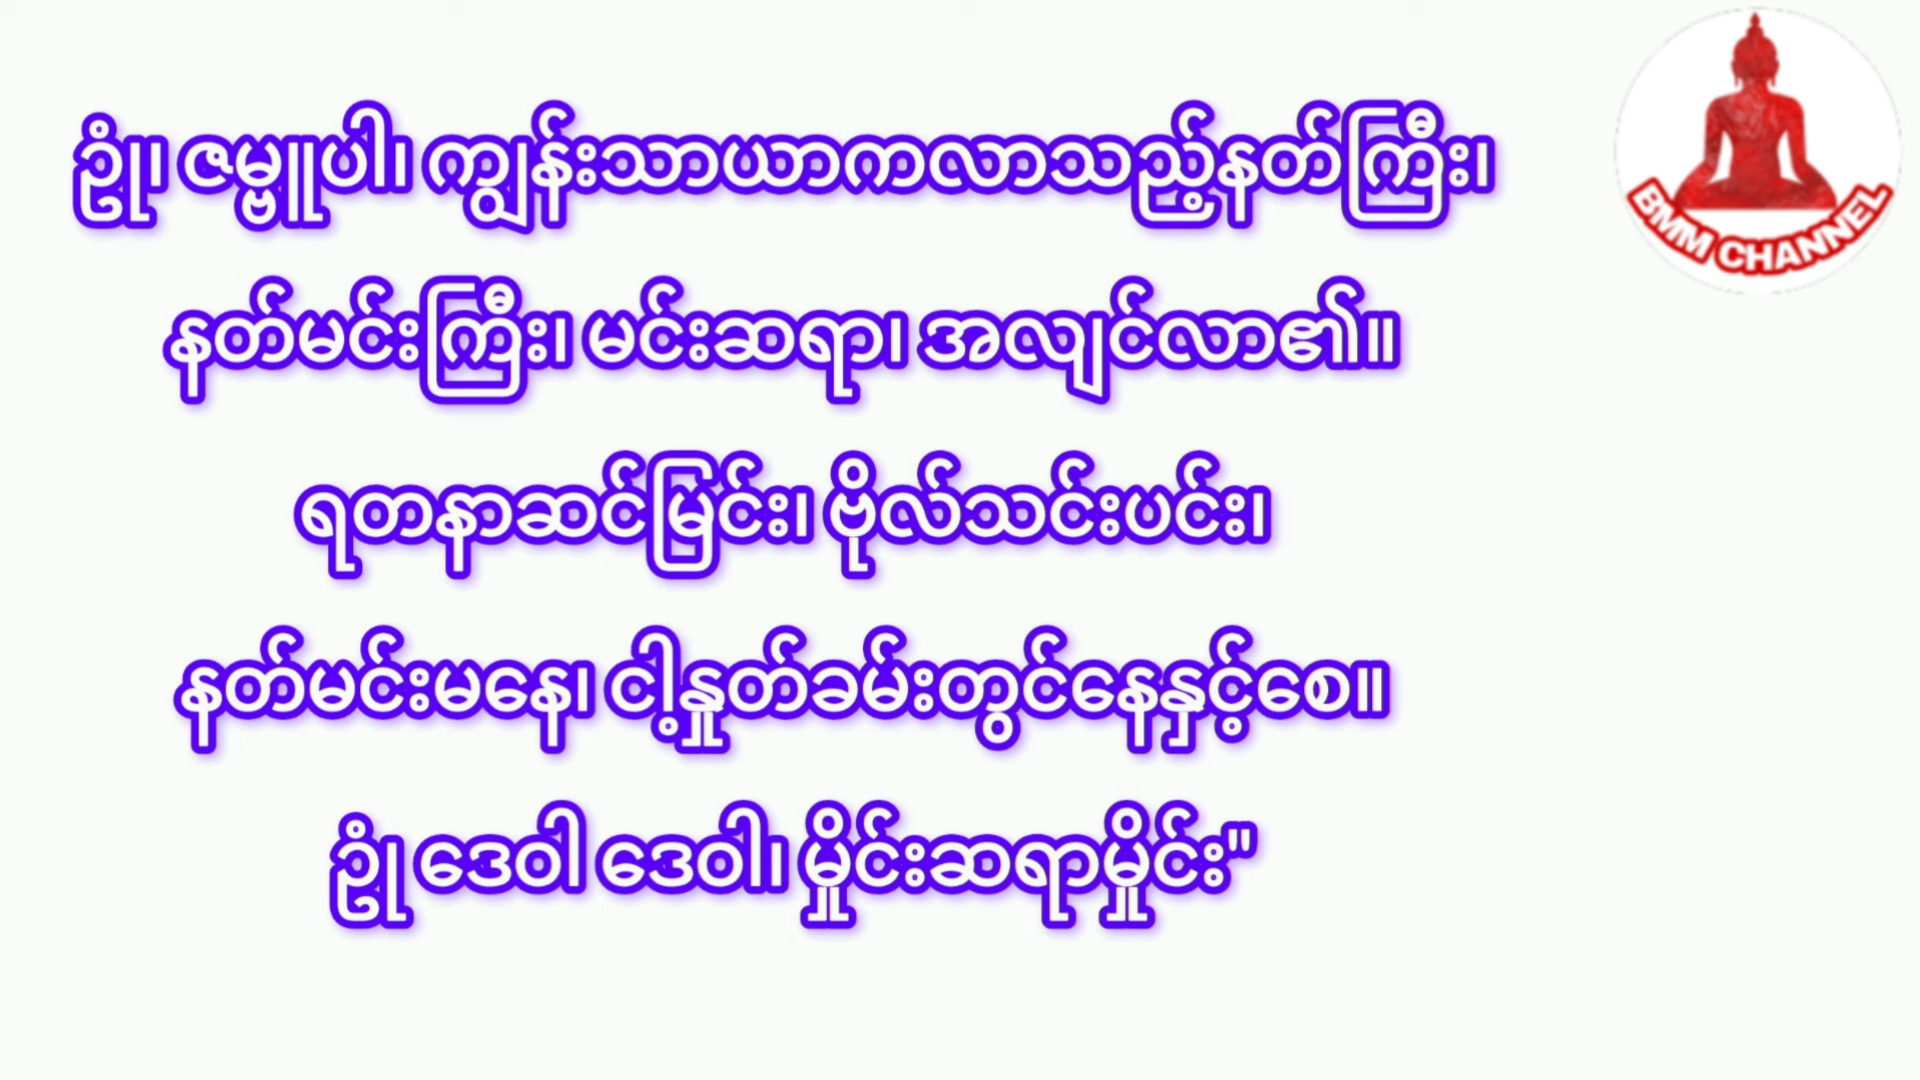 ဥုံ၊ ဇမ္ဗူပါ၊ ကျွန်းသာယာကလာသည့်နတ်ကြီး၊
နတ်မင်းကြီး၊ မင်းဆရာ၊ အလျင်လာ၏။
ရတနာဆင်မြင်း၊ ဗိုလ်သင်းပင်း၊
နတ်မင်းမနေ၊ ငါ့နှုတ်ခမ်းတွင်နေနှင့်စေ။
ဥုံ ဒေဝါ ဒေဝါ၊ မှိုင်းဆရာမှိုင်း"
BMM CHANNEL